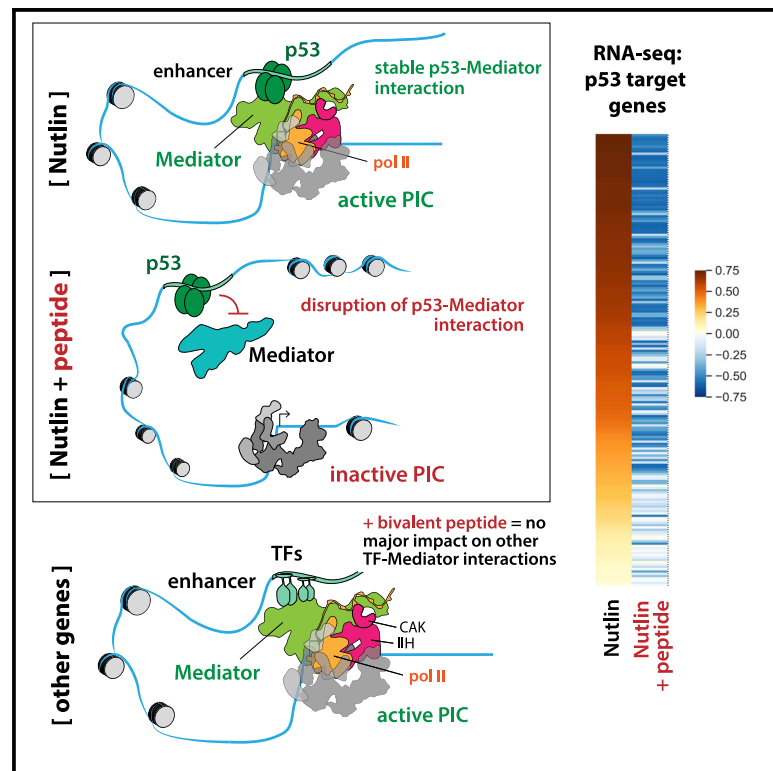 [ Nutlin]
enhancer
p53
stable p53-Mediator
interaction
Mediator
pol II
active PIC
[ Nutlin + peptide ]
p53
disruption of p53-Mediator
interaction
Mediator
inactive PIC
[ other genes ]
+ bivalent peptide = no
major impact on other
TF-Mediator interactions
TFs
enhancer
CAK
IIH
Mediator
pol II
active PIC
RNA-seq:
p53 target
genes
0.75
0.50
0.25
0.00
−0.25
−0.50
−0.75
Nutlin
Nutlin
+ peptide